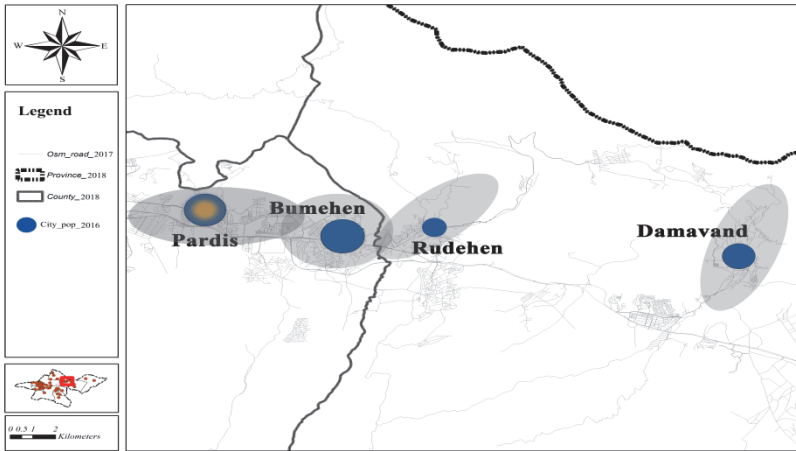 N
W E
S
Legend
Osm_road_2017
Province_2018
County_2018
City_pop_2016
0 0.5 1 2
Kilometers
Pardis
Bumehen
Rudehen
Damavand